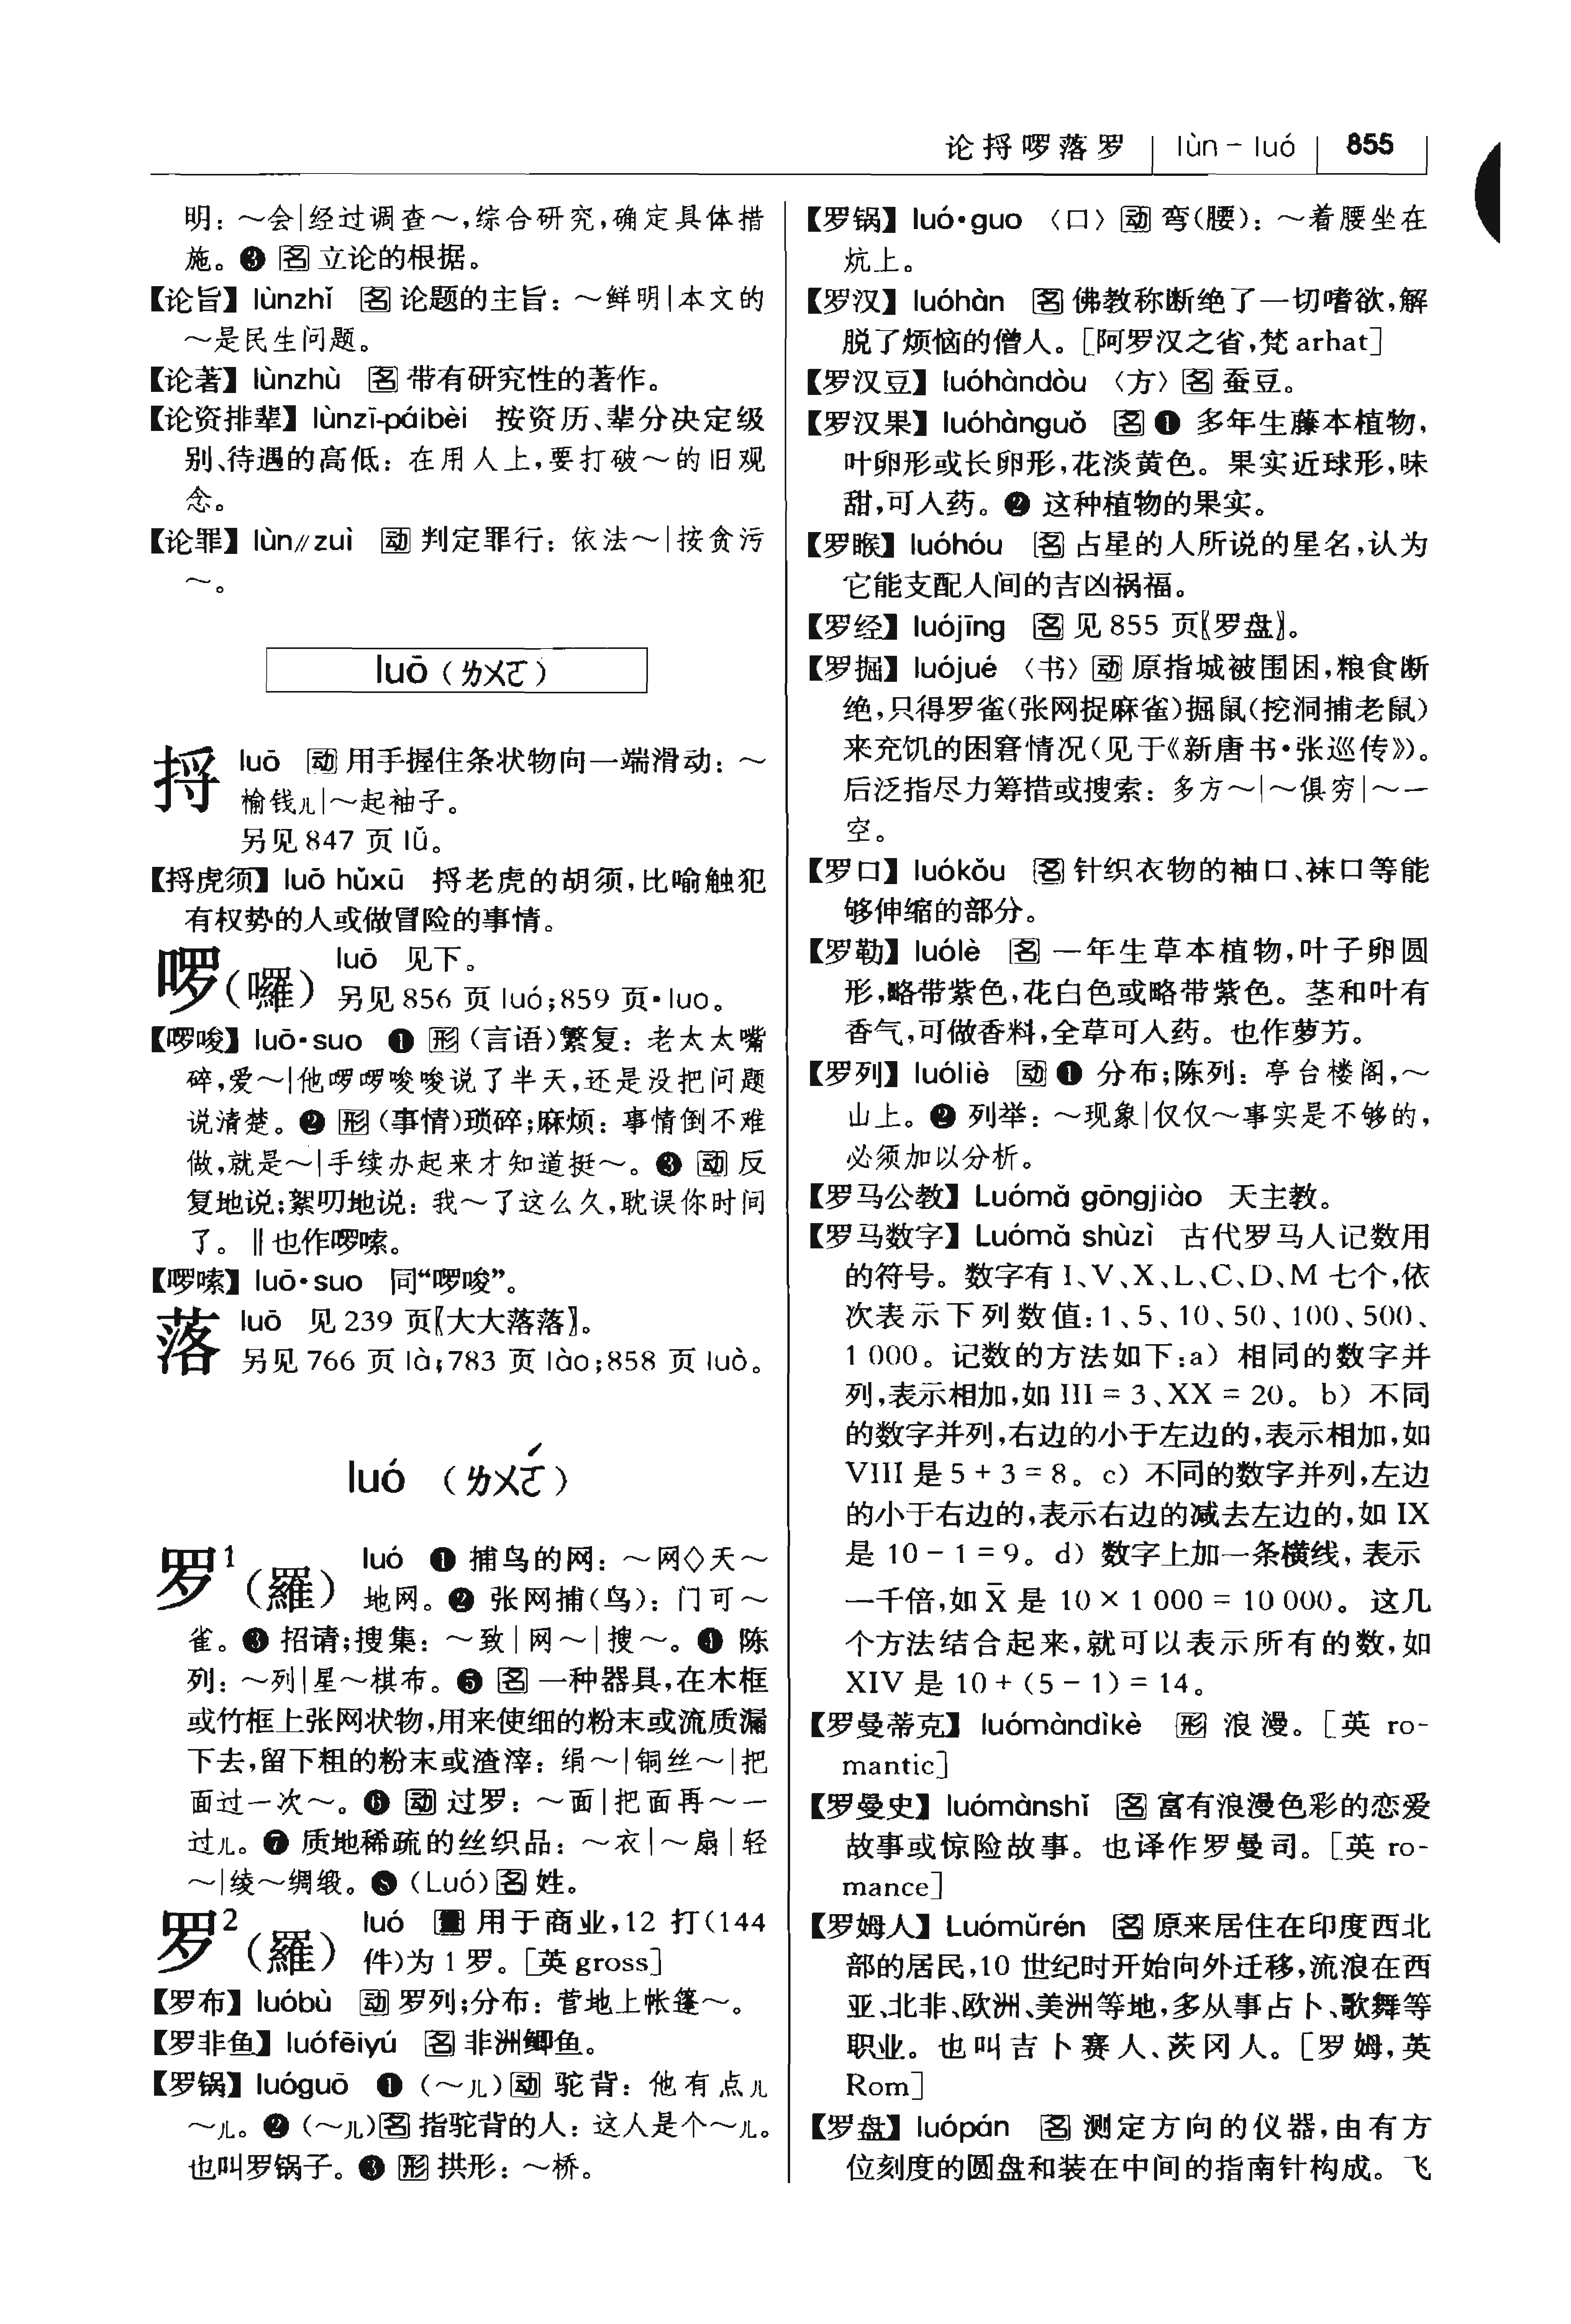 论捋啰落罗 | lùn – luó | 855
明：～会|经过调查～，综合研究，确定具体措
施。❸ 名 立论的根据。
【论旨】lùnzhǐ 名 论题的主旨：～鲜明|本文的
～是民生问题。
【论著】lùnzhù 名 带有研究性的著作。
【论资排辈】lùnzī-páibèi 按资历、辈分决定级
别、待遇的高低：在用人上，要打破～的旧观
念。
【论罪】lùn∥zuì 动 判定罪行：依法～|按贪污
～。
luō（ㄌㄨㄛ）
捋 luō 动 用手握住条状物向一端滑动：～
榆钱儿|～起袖子。
另见 847 页 lǚ。
【捋虎须】luō hǔxū 捋老虎的胡须，比喻触犯
有权势的人或做冒险的事情。
啰（囉） luō 见下。
另见 856 页 luó；859 页·luo。
【啰唆】luō·suo ❶ 形（言语）繁复：老太太嘴
碎，爱～|他啰啰唆唆说了半天，还是没把问题
说清楚。❷ 形（事情）琐碎；麻烦：事情倒不难
做，就是～|手续办起来才知道挺～。❸ 动 反
复地说；絮叨地说：我～了这么久，耽误你时间
了。‖也作啰嗦。
【啰嗦】luō·suo 同“啰唆”。
落 luō 见 239 页〖大大落落〗。
另见 766 页 là；783 页 lào；858 页 luò。
luó （ㄌㄨㄛˊ）
罗¹（羅） luó ❶ 捕鸟的网：～网◇天～
地网。❷ 张网捕（鸟）：门可～
雀。❸ 招请；搜集：～致|网～|搜～。❹ 陈
列：～列|星～棋布。❺ 名 一种器具，在木框
或竹框上张网状物，用来使细的粉末或流质漏
下去，留下粗的粉末或渣滓：绢～|铜丝～|把
面过一次～。❻ 动 过罗：～面|把面再～一
过儿。❼ 质地稀疏的丝织品：～衣|～扇|轻
～|绫～绸缎。❽（Luó）名 姓。
罗²（羅） luó 量 用于商业，12 打（144
件）为 1 罗。［英 gross］
【罗布】luóbù 动 罗列；分布：营地上帐篷～。
【罗非鱼】luófēiyú 名 非洲鲫鱼。
【罗锅】luóguō ❶（～儿）动 驼背：他有点儿
～儿。❷（～儿）名 指驼背的人：这人是个～儿。
也叫罗锅子。❸ 形 拱形：～桥。
【罗锅】luó·guo 〈口〉动 弯（腰）：～着腰坐在
炕上。
【罗汉】luóhàn 名 佛教称断绝了一切嗜欲，解
脱了烦恼的僧人。［阿罗汉之省，梵 arhat］
【罗汉豆】luóhàndòu 〈方〉名 蚕豆。
【罗汉果】luóhànguǒ 名 ❶ 多年生藤本植物，
叶卵形或长卵形，花淡黄色。果实近球形，味
甜，可入药。❷ 这种植物的果实。
【罗睺】luóhóu 名 占星的人所说的星名，认为
它能支配人间的吉凶祸福。
【罗经】luójīng 名 见 855 页〖罗盘〗。
【罗掘】luójué 〈书〉动 原指城被围困，粮食断
绝，只得罗雀（张网捉麻雀）掘鼠（挖洞捕老鼠）
来充饥的困窘情况（见于《新唐书·张巡传》）。
后泛指尽力筹措或搜索：多方～|～俱穷|～一
空。
【罗口】luókǒu 名 针织衣物的袖口、袜口等能
够伸缩的部分。
【罗勒】luólè 名 一年生草本植物，叶子卵圆
形，略带紫色，花白色或略带紫色。茎和叶有
香气，可做香料，全草可入药。也作萝艻。
【罗列】luóliè 动 ❶ 分布；陈列：亭台楼阁，～
山上。❷ 列举：～现象|仅仅～事实是不够的，
必须加以分析。
【罗马公教】Luómǎ gōngjiào 天主教。
【罗马数字】Luómǎ shùzì 古代罗马人记数用
的符号。数字有 I、V、X、L、C、D、M 七个，依
次表示下列数值：1、5、10、50、100、500、
1 000。记数的方法如下：a）相同的数字并
列，表示相加，如 III = 3、XX = 20。b）不同
的数字并列，右边的小于左边的，表示相加，如
VIII 是 5 + 3 = 8。c）不同的数字并列，左边
的小于右边的，表示右边的减去左边的，如 IX
是 10 − 1 = 9。d）数字上加一条横线，表示
一千倍，如 X̅ 是 10 × 1 000 = 10 000。这几
个方法结合起来，就可以表示所有的数，如
XIV 是 10 + (5 − 1) = 14。
【罗曼蒂克】luómàndìkè 形 浪漫。［英 ro-
mantic］
【罗曼史】luómànshǐ 名 富有浪漫色彩的恋爱
故事或惊险故事。也译作罗曼司。［英 ro-
mance］
【罗姆人】Luómǔrén 名 原来居住在印度西北
部的居民，10 世纪时开始向外迁移，流浪在西
亚、北非、欧洲、美洲等地，多从事占卜、歌舞等
职业。也叫吉卜赛人、茨冈人。［罗姆，英
Rom］
【罗盘】luópán 名 测定方向的仪器，由有方
位刻度的圆盘和装在中间的指南针构成。飞